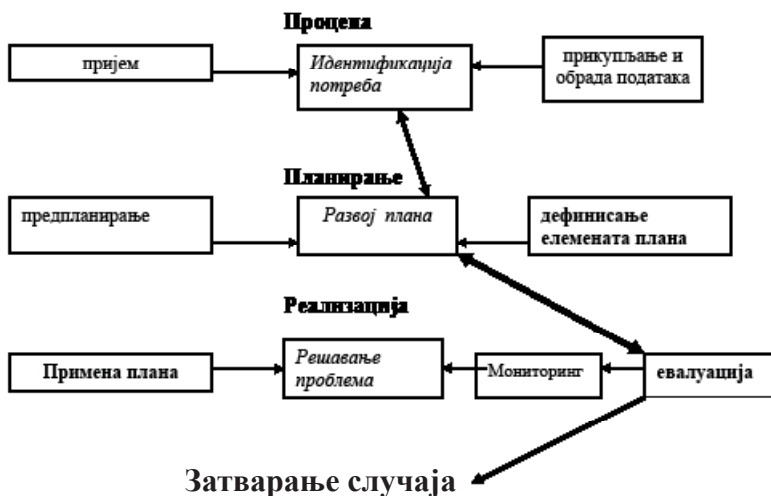 Процена
пријем
Идентификација
потреба
прикупљање и
обрада података
Планирање
предпланирање
Развој плана
дефинисање
елемената плана
Реализација
Примена плана
Решавање
проблема
Мониторинг
евалуација
Затварање случаја